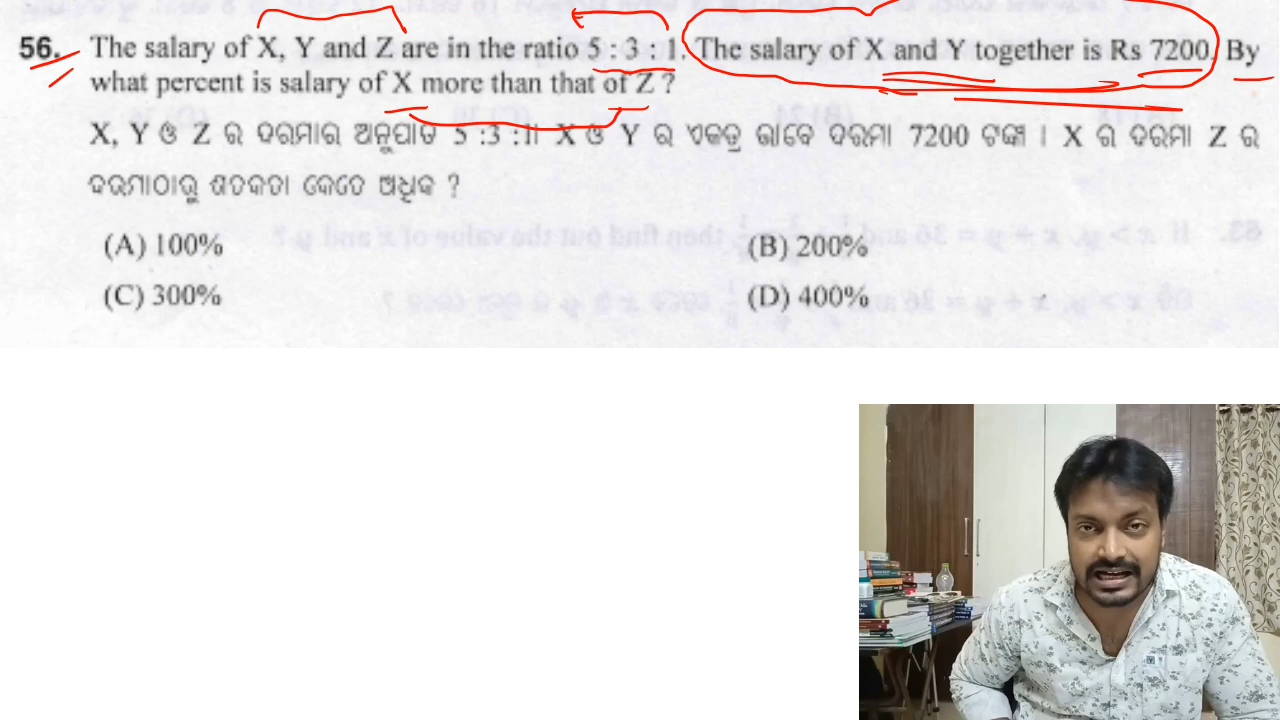 56. The salary of X, Y and Z are in the ratio 5 : 3 : 1. The salary of X and Y together is Rs 7200. By
what percent is salary of X more than that of Z ?
X, Y ଓ Z ର ଦରମାର ଅନୁପାତ 5 :3 :1। X ଓ Y ର ଏକତ୍ର ଭାବେ ଦରମା 7200 ଟଙ୍କା । X ର ଦରମା Z ର
ଦରମାଠାରୁ ଶତକଡା କେତେ ଅଧିକ ?
(A) 100% (B) 200%
(C) 300% (D) 400%